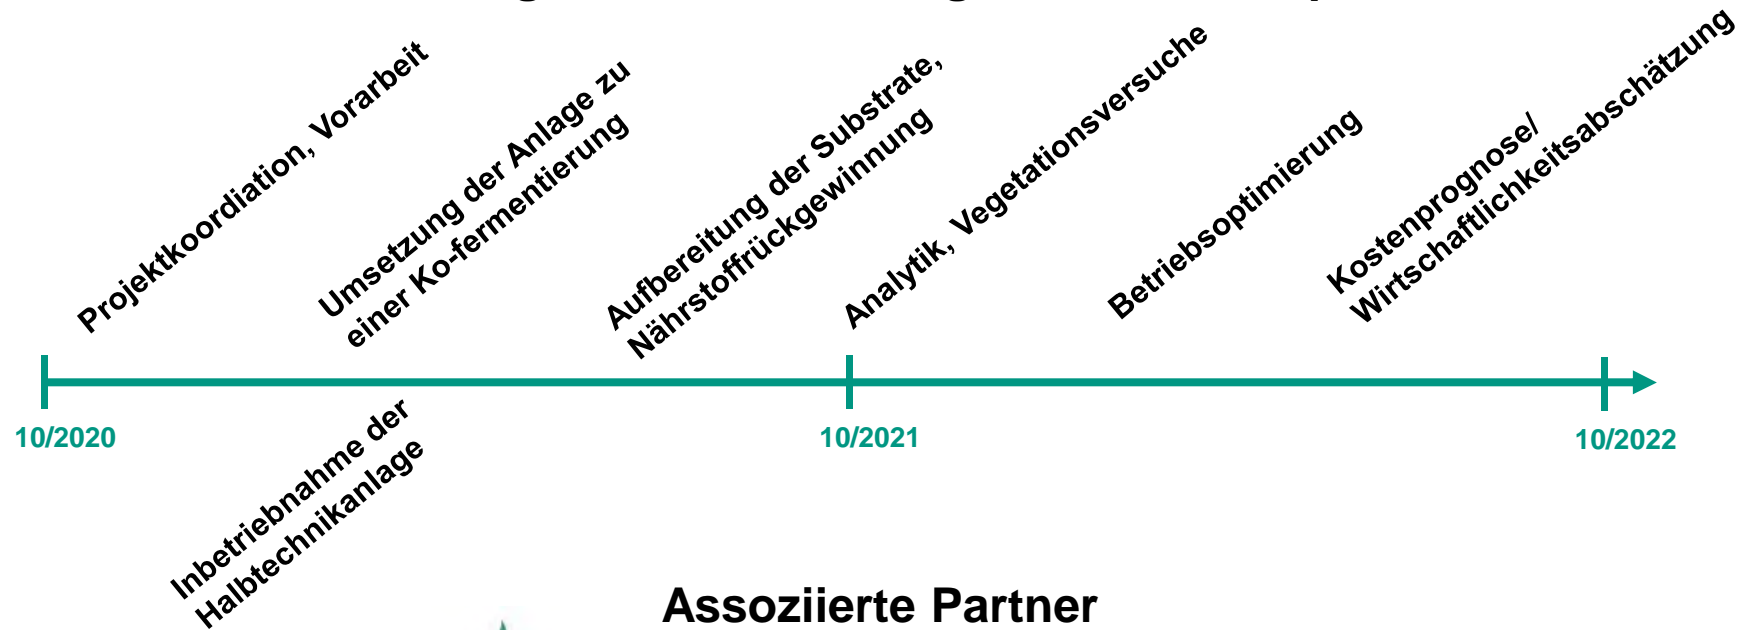 Projektkoordiation, Vorarbeit
Umsetzung der Anlage zu
einer Ko-fermentierung
Aufbereitung der Substrate,
Nährstoffrückgewinnung
Analytik, Vegetationsversuche
Betriebsoptimierung
Kostenprognose/
Wirtschaftlichkeitsabschätzung
10/2020
10/2021
10/2022
Inbetriebnahme der
Halbtechnikanlage
Assoziierte Partner